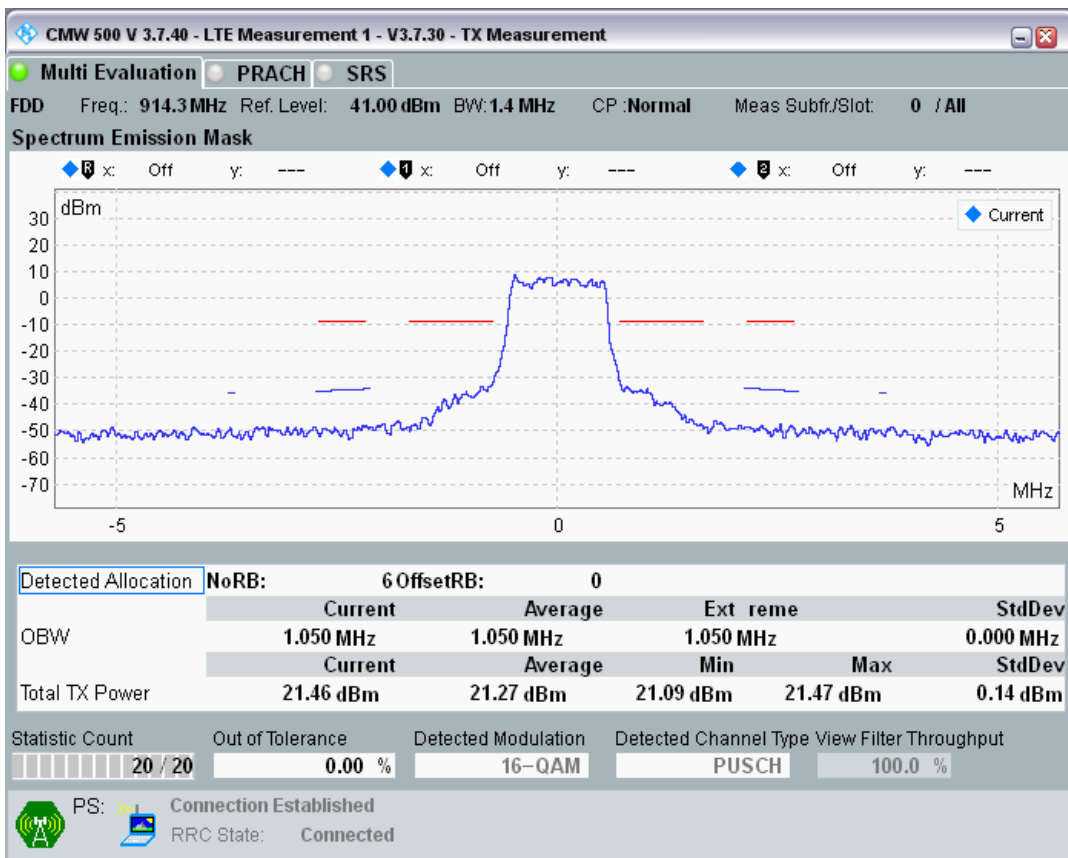 CMW 500 V 3.7.40 - LTE Measurement 1 - V3.7.30 - TX Measurement
Multi Evaluation PRACH SRS
FDD Freq.: 914.3 MHz Ref. Level: 41.00 dBm BW: 1.4 MHz CP :Normal Meas Subfr./Slot: 0 / All
Spectrum Emission Mask
R x: Off y: --- 1 x: Off y: --- 2 x: Off y: ---
dBm
Current
30
20
10
0
-10
-20
-30
-40
-50
-60
-70
MHz
-5 0 5
Detected Allocation NoRB: 6 OffsetRB: 0
Current Average Ext reme StdDev
OBW 1.050 MHz 1.050 MHz 1.050 MHz 0.000 MHz
Current Average Min Max StdDev
Total TX Power 21.46 dBm 21.27 dBm 21.09 dBm 21.47 dBm 0.14 dBm
Statistic Count Out of Tolerance Detected Modulation Detected Channel Type View Filter Throughput
20 / 20 0.00 % 16-QAM PUSCH 100.0 %
PS: Connection Established
RRC State: Connected